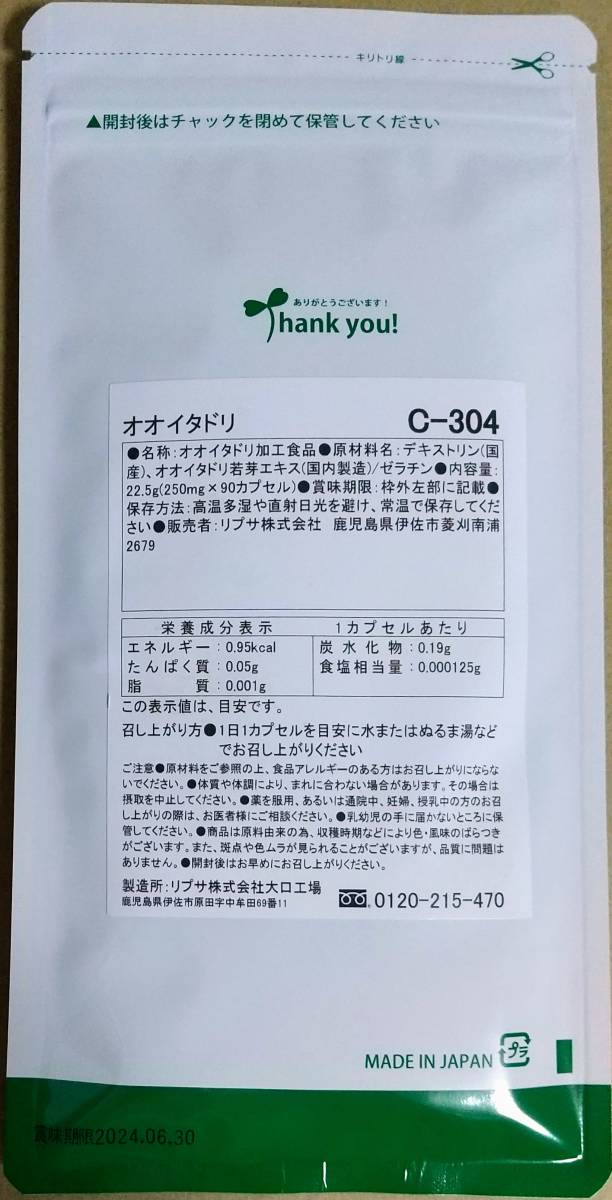 キリトリ線
▲開封後はチャックを閉めて保管してください
ありがとうございます!
Thank you!
オオイタドリ C-304
●名称:オオイタドリ加工食品●原材料名:デキストリン(国
産)、オオイタドリ若芽エキス(国内製造)/ゼラチン●内容量:
22.5g(250mg×90カプセル)●賞味期限:枠外左部に記載●
保存方法:高温多湿や直射日光を避け、常温で保存してくだ
さい●販売者:リプサ株式会社 鹿児島県伊佐市菱刈南浦
2679
栄養成分表示 1カプセルあたり
エネルギー:0.95kcal 炭水化物:0.19g
たんぱく質:0.05g 食塩相当量:0.000125g
脂質:0.001g
この表示値は、目安です。
召し上がり方●1日1カプセルを目安に水またはぬるま湯など
でお召し上がりください
ご注意●原材料をご参照の上、食品アレルギーのある方はお召し上がりにならな
いでください。●体質や体調により、まれに合わない場合があります。その場合は
摂取を中止してください。●薬を服用、あるいは通院中、妊婦、授乳中の方のお召
し上がりの際は、お医者様にご相談ください。●乳幼児の手に届かないところに保
管してください。●商品は原料由来の為、収穫時期などにより色・風味のばらつき
がございます。また、斑点や色ムラが見られることがございますが、品質に問題は
ありません。●開封後はお早めにお召し上がりください。
製造所:リプサ株式会社大口工場
鹿児島県伊佐市原田字中牟田69番11 0120-215-470
MADE IN JAPAN プラ
賞味期限2024.06.30